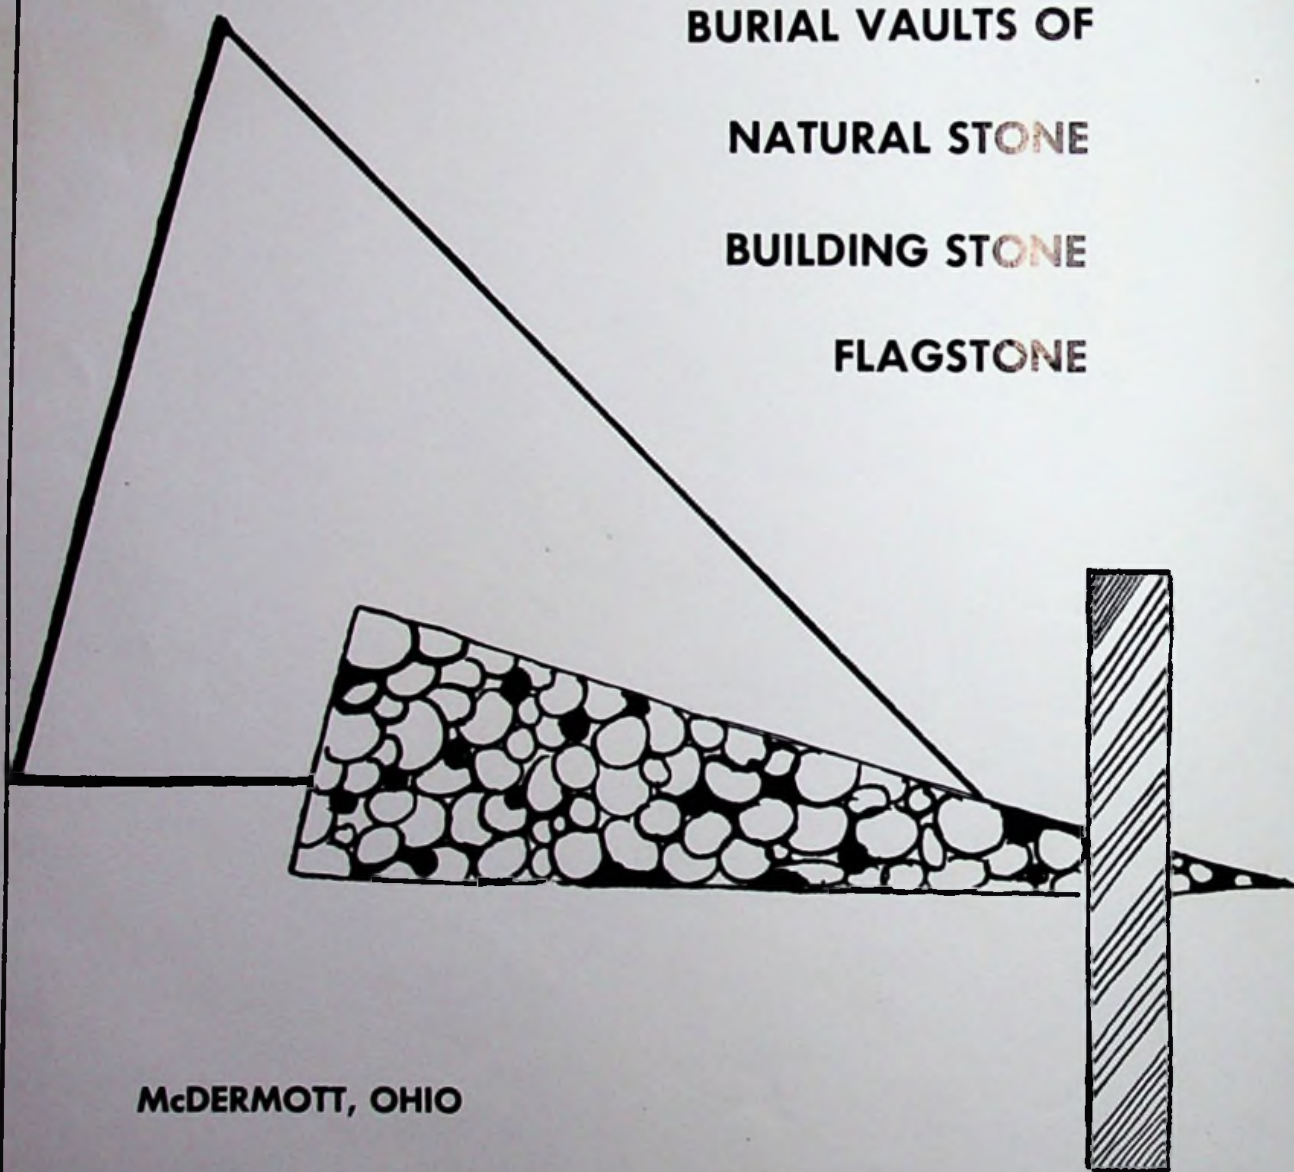 BURIAL VAULTS OF
NATURAL STONE
BUILDING STONE
FLAGSTONE
McDERMOTT, OHIO